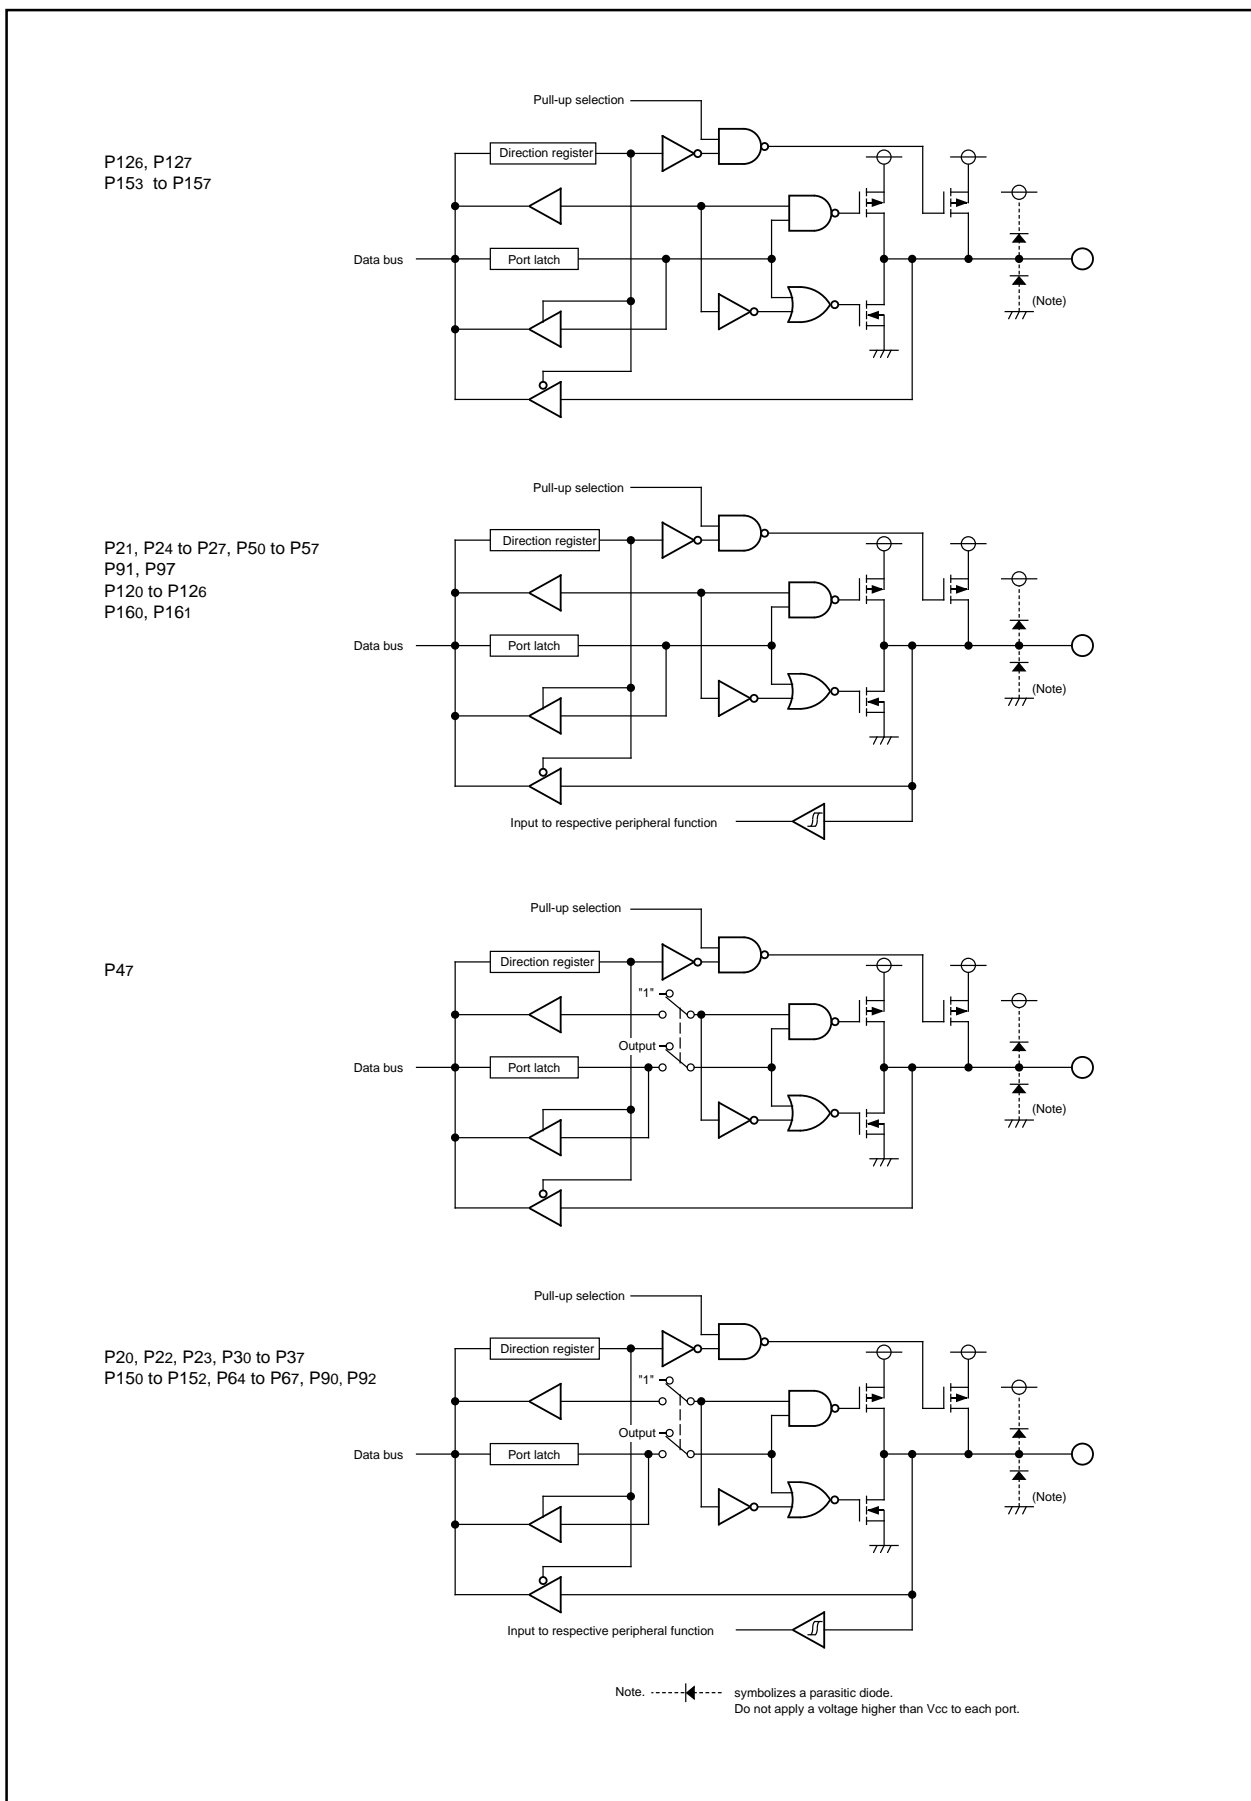 Pull-up selection
P126, P127
P153 to P157
Direction register
Data bus
Port latch
(Note)
Pull-up selection
P21, P24 to P27, P50 to P57
P91, P97
P120 to P126
P160, P161
Direction register
Data bus
Port latch
(Note)
Input to respective peripheral function
Pull-up selection
P47
Direction register
"1"
Output
Data bus
Port latch
(Note)
Pull-up selection
P20, P22, P23, P30 to P37
P150 to P152, P64 to P67, P90, P92
Direction register
"1"
Output
Data bus
Port latch
(Note)
Input to respective peripheral function
Note. symbolizes a parasitic diode.
Do not apply a voltage higher than Vcc to each port.